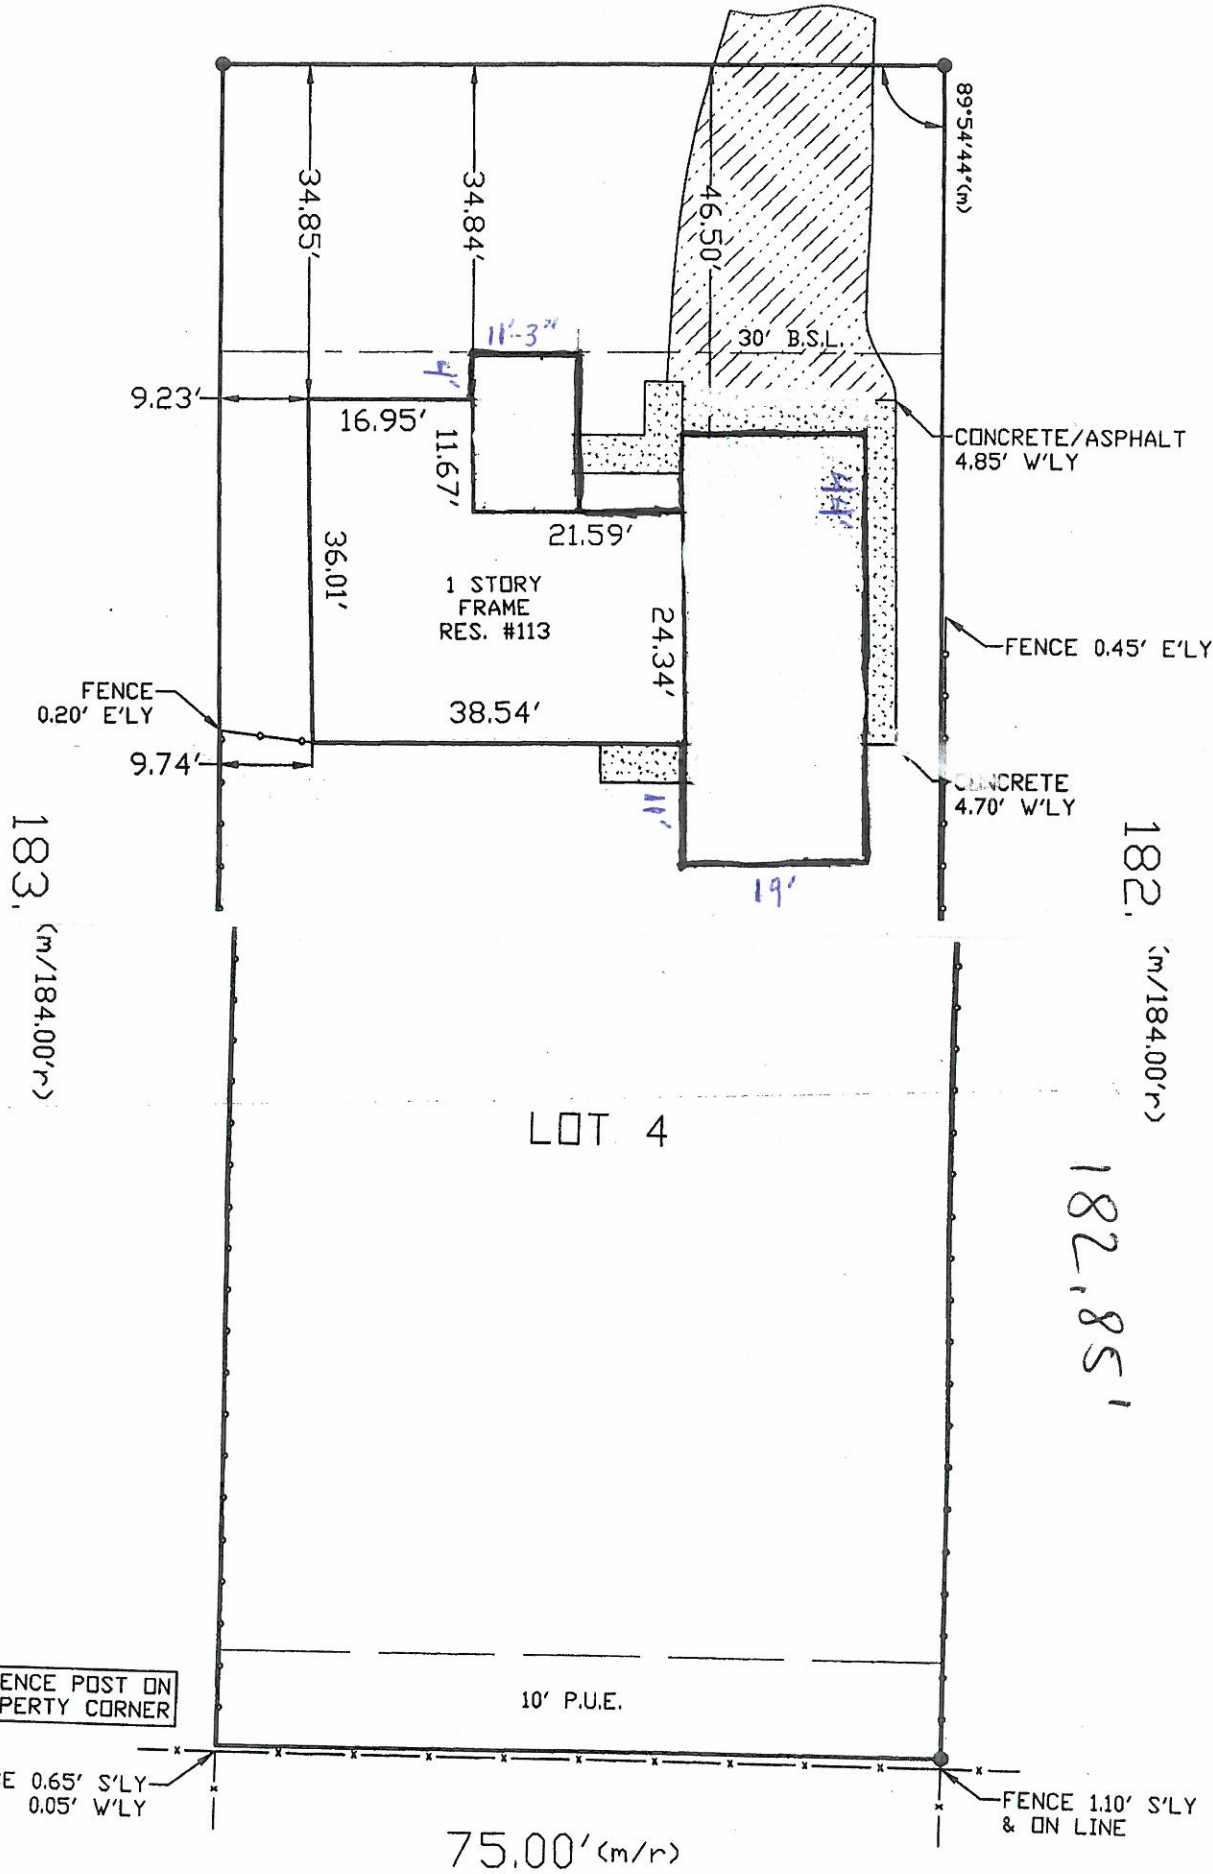 89°54'44"(m)
34.85'
34.84'
46.50'
11'-3"
4'
30' B.S.L.
9.23'
16.95'
11.67'
CONCRETE/ASPHALT
4.85' W'LY
44'
21.59'
36.01'
1 STORY
FRAME
RES. #113
24.34'
FENCE 0.45' E'LY
FENCE
0.20' E'LY
38.54'
9.74'
CONCRETE
4.70' W'LY
19'
183. (m/184.00'r)
182. (m/184.00'r)
182.85'
LOT 4
ENCE POST ON
PERTY CORNER
10' P.U.E.
CE 0.65' S'LY
0.05' W'LY
FENCE 1.10' S'LY
& ON LINE
75.00'(m/r)